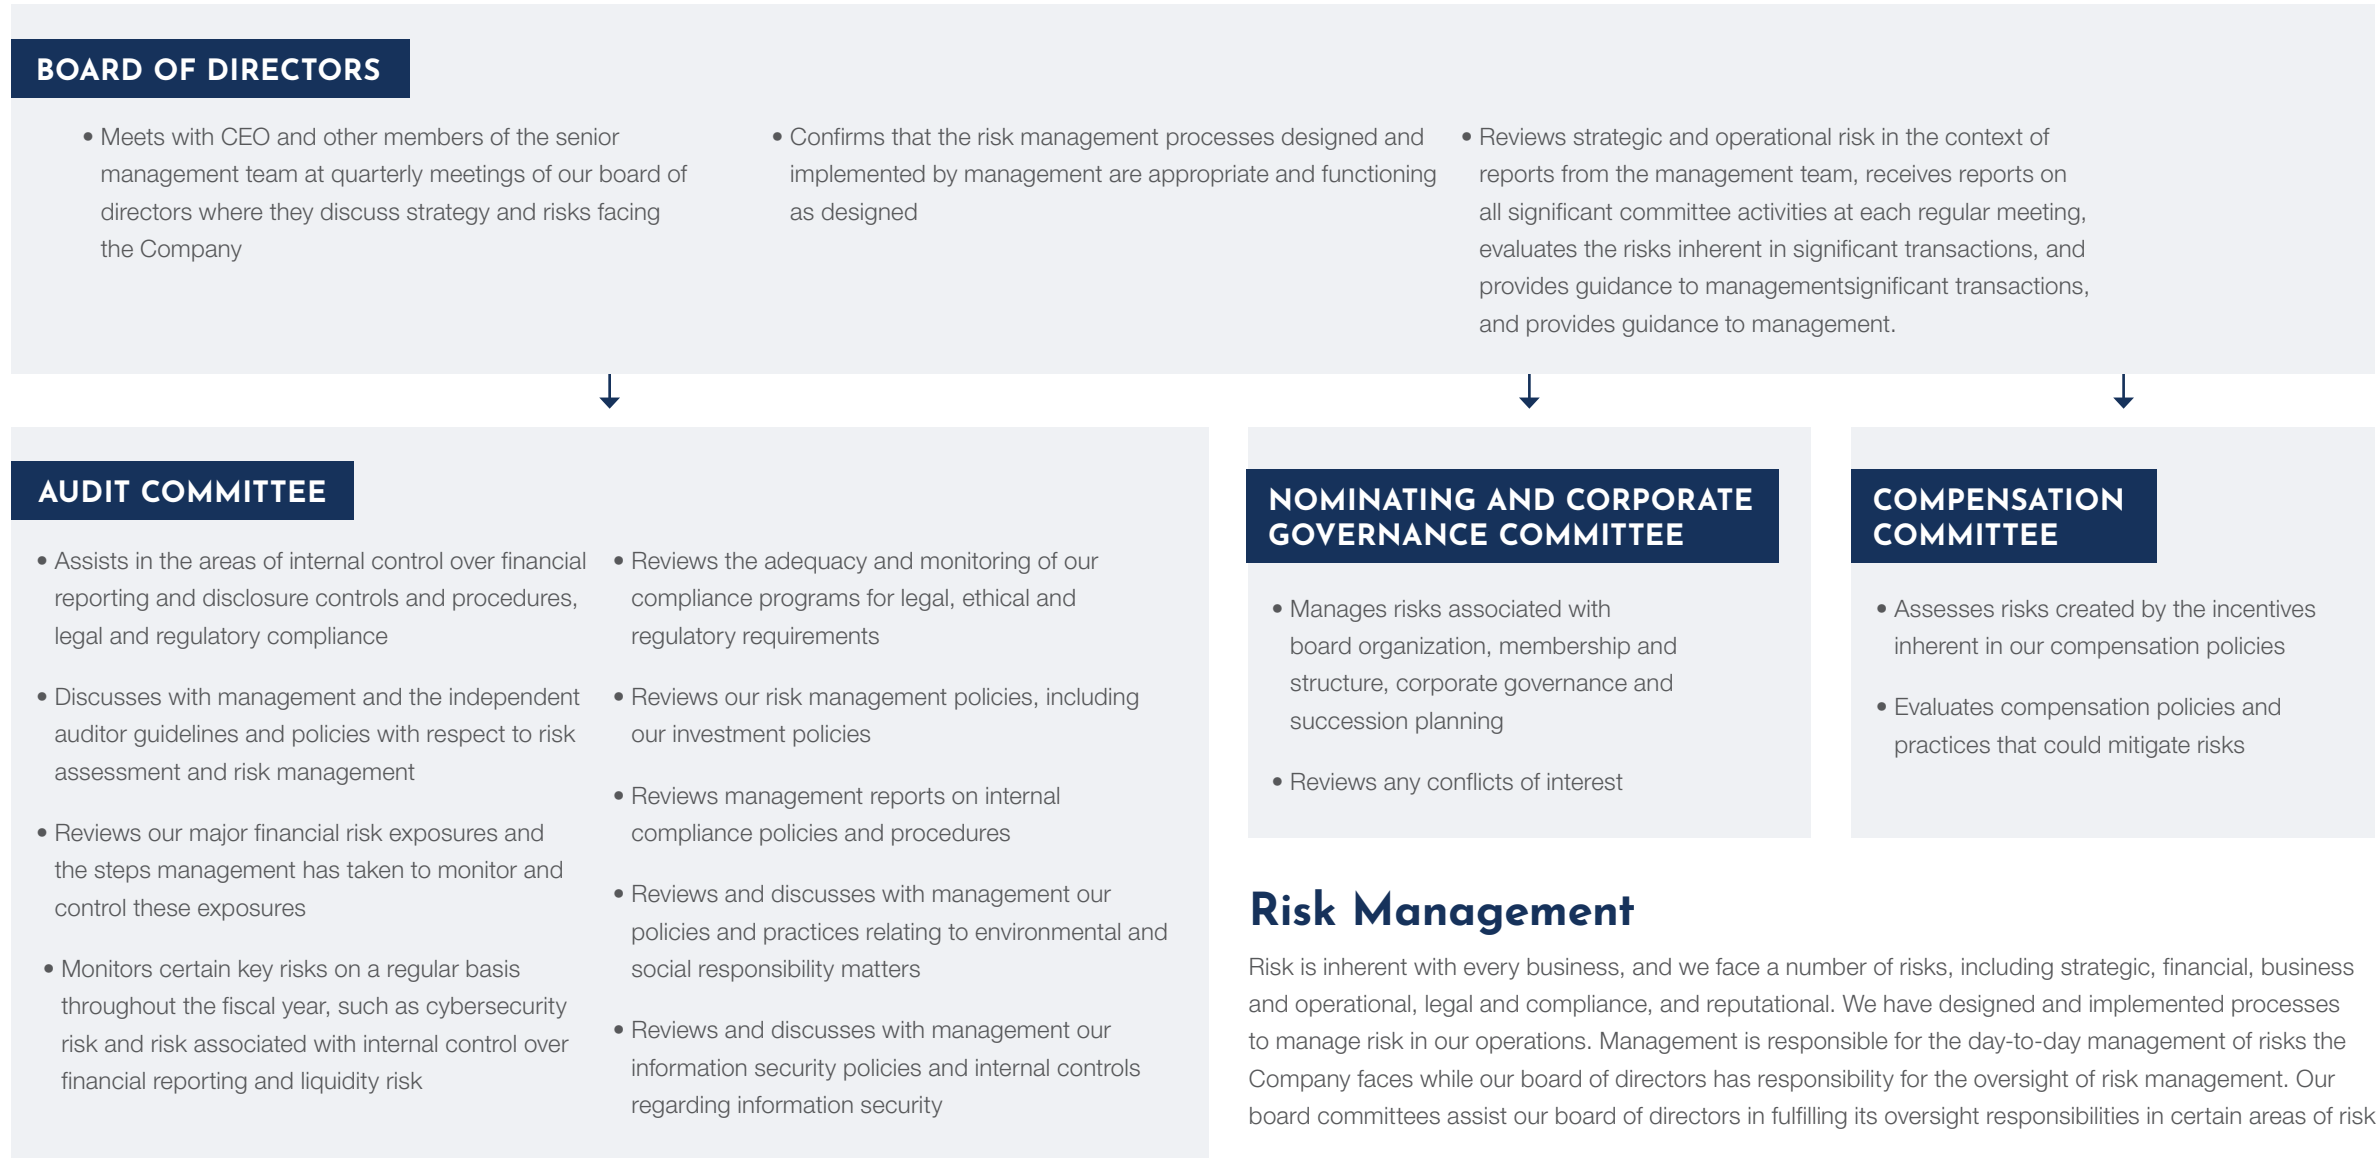 BOARD OF DIRECTORS
• Meets with CEO and other members of the senior
management team at quarterly meetings of our board of
directors where they discuss strategy and risks facing
the Company
• Confirms that the risk management processes designed and
implemented by management are appropriate and functioning
as designed
• Reviews strategic and operational risk in the context of
reports from the management team, receives reports on
all significant committee activities at each regular meeting,
evaluates the risks inherent in significant transactions, and
provides guidance to managementsignificant transactions,
and provides guidance to management.
AUDIT COMMITTEE
• Assists in the areas of internal control over financial
reporting and disclosure controls and procedures,
legal and regulatory compliance
• Discusses with management and the independent
auditor guidelines and policies with respect to risk
assessment and risk management
• Reviews our major financial risk exposures and
the steps management has taken to monitor and
control these exposures
• Monitors certain key risks on a regular basis
throughout the fiscal year, such as cybersecurity
risk and risk associated with internal control over
financial reporting and liquidity risk
• Reviews the adequacy and monitoring of our
compliance programs for legal, ethical and
regulatory requirements
• Reviews our risk management policies, including
our investment policies
• Reviews management reports on internal
compliance policies and procedures
• Reviews and discusses with management our
policies and practices relating to environmental and
social responsibility matters
• Reviews and discusses with management our
information security policies and internal controls
regarding information security
NOMINATING AND CORPORATE
GOVERNANCE COMMITTEE
• Manages risks associated with
board organization, membership and
structure, corporate governance and
succession planning
• Reviews any conflicts of interest
COMPENSATION
COMMITTEE
• Assesses risks created by the incentives
inherent in our compensation policies
• Evaluates compensation policies and
practices that could mitigate risks
Risk Management
Risk is inherent with every business, and we face a number of risks, including strategic, financial, business
and operational, legal and compliance, and reputational. We have designed and implemented processes
to manage risk in our operations. Management is responsible for the day-to-day management of risks the
Company faces while our board of directors has responsibility for the oversight of risk management. Our
board committees assist our board of directors in fulfilling its oversight responsibilities in certain areas of risk